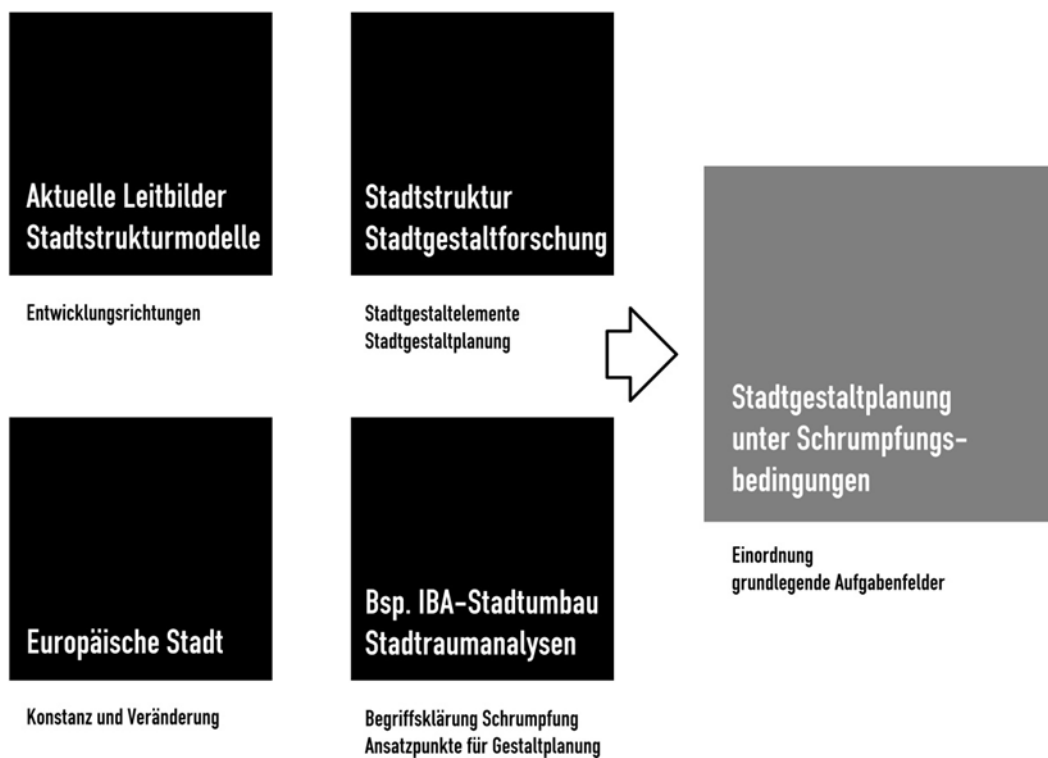 Aktuelle Leitbilder
Stadtstrukturmodelle
Entwicklungsrichtungen
Stadtstruktur
Stadtgestaltforschung
Stadtgestaltelemente
Stadtgestaltplanung
Europäische Stadt
Konstanz und Veränderung
Bsp. IBA-Stadtumbau
Stadtraumanalysen
Begriffsklärung Schrumpfung
Ansatzpunkte für Gestaltplanung
Stadtgestaltplanung
unter Schrumpfungs-
bedingungen
Einordnung
grundlegende Aufgabenfelder